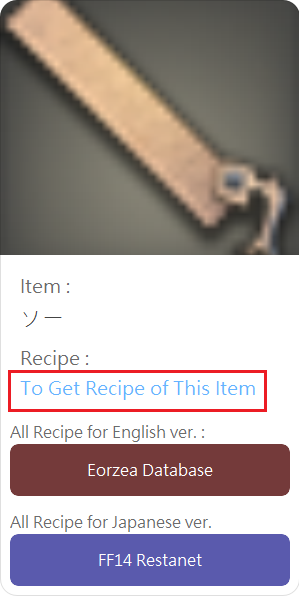 Item :
ソー
Recipe :
To Get Recipe of This Item
All Recipe for English ver. :
Eorzea Database
All Recipe for Japanese ver.
FF14 Restanet